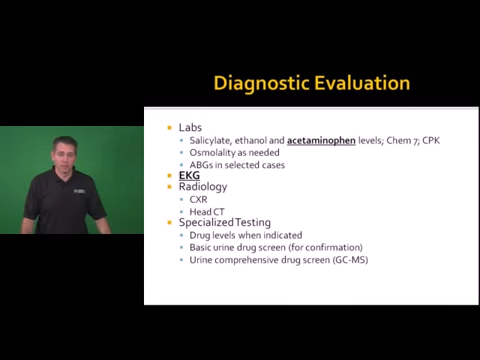 Diagnostic Evaluation
Labs
Salicylate, ethanol and acetaminophen levels; Chem 7; CPK
Osmolality as needed
ABGs in selected cases
EKG
Radiology
CXR
Head CT
Specialized Testing
Drug levels when indicated
Basic urine drug screen (for confirmation)
Urine comprehensive drug screen (GC-MS)